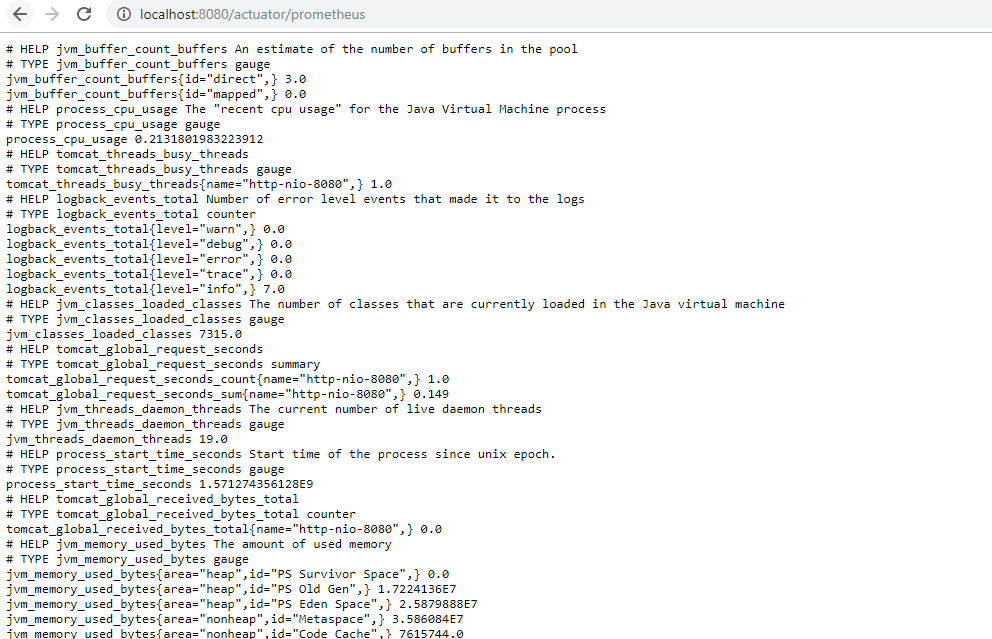 localhost:8080/actuator/prometheus
# HELP jvm_buffer_count_buffers An estimate of the number of buffers in the pool
# TYPE jvm_buffer_count_buffers gauge
jvm_buffer_count_buffers{id="direct",} 3.0
jvm_buffer_count_buffers{id="mapped",} 0.0
# HELP process_cpu_usage The "recent cpu usage" for the Java Virtual Machine process
# TYPE process_cpu_usage gauge
process_cpu_usage 0.2131801983223912
# HELP tomcat_threads_busy_threads
# TYPE tomcat_threads_busy_threads gauge
tomcat_threads_busy_threads{name="http-nio-8080",} 1.0
# HELP logback_events_total Number of error level events that made it to the logs
# TYPE logback_events_total counter
logback_events_total{level="warn",} 0.0
logback_events_total{level="debug",} 0.0
logback_events_total{level="error",} 0.0
logback_events_total{level="trace",} 0.0
logback_events_total{level="info",} 7.0
# HELP jvm_classes_loaded_classes The number of classes that are currently loaded in the Java virtual machine
# TYPE jvm_classes_loaded_classes gauge
jvm_classes_loaded_classes 7315.0
# HELP tomcat_global_request_seconds
# TYPE tomcat_global_request_seconds summary
tomcat_global_request_seconds_count{name="http-nio-8080",} 1.0
tomcat_global_request_seconds_sum{name="http-nio-8080",} 0.149
# HELP jvm_threads_daemon_threads The current number of live daemon threads
# TYPE jvm_threads_daemon_threads gauge
jvm_threads_daemon_threads 19.0
# HELP process_start_time_seconds Start time of the process since unix epoch.
# TYPE process_start_time_seconds gauge
process_start_time_seconds 1.571274356128E9
# HELP tomcat_global_received_bytes_total
# TYPE tomcat_global_received_bytes_total counter
tomcat_global_received_bytes_total{name="http-nio-8080",} 0.0
# HELP jvm_memory_used_bytes The amount of used memory
# TYPE jvm_memory_used_bytes gauge
jvm_memory_used_bytes{area="heap",id="PS Survivor Space",} 0.0
jvm_memory_used_bytes{area="heap",id="PS Old Gen",} 1.7224136E7
jvm_memory_used_bytes{area="heap",id="PS Eden Space",} 2.5879888E7
jvm_memory_used_bytes{area="nonheap",id="Metaspace",} 3.586084E7
jvm_memory_used_bytes{area="nonheap",id="Code Cache",} 7615744.0